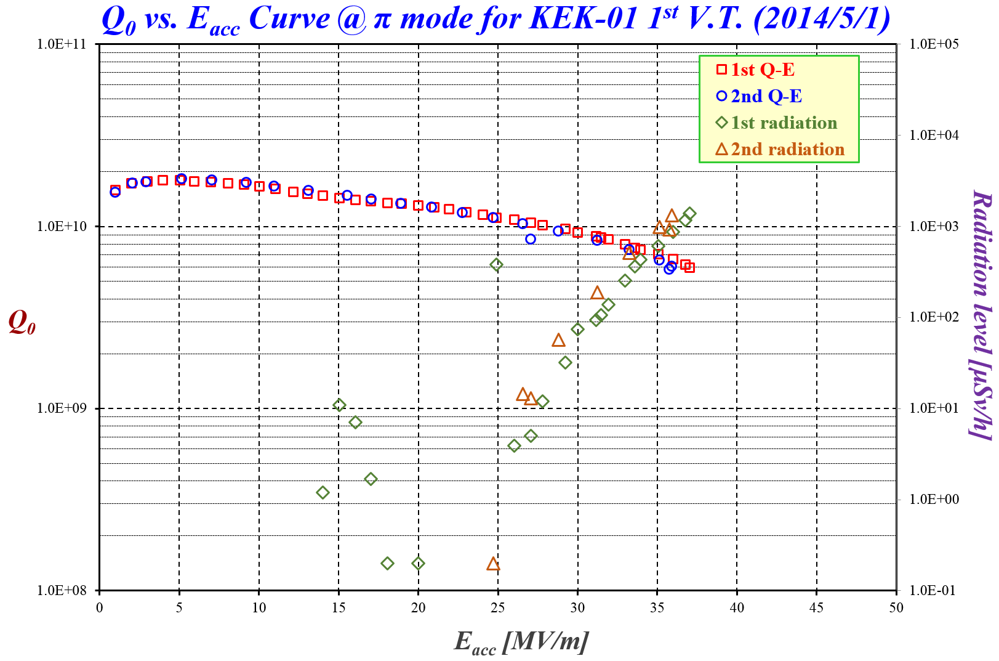 Q0 vs. Eacc Curve @ π mode for KEK-01 1st V.T. (2014/5/1)
1.0E+11
1.0E+10
1.0E+09
1.0E+08
Q0
1st Q-E
2nd Q-E
1st radiation
2nd radiation
1.0E+05
1.0E+04
1.0E+03
1.0E+02
1.0E+01
1.0E+00
1.0E-01
Radiation level [μSv/h]
0 5 10 15 20 25 30 35 40 45 50
Eacc [MV/m]